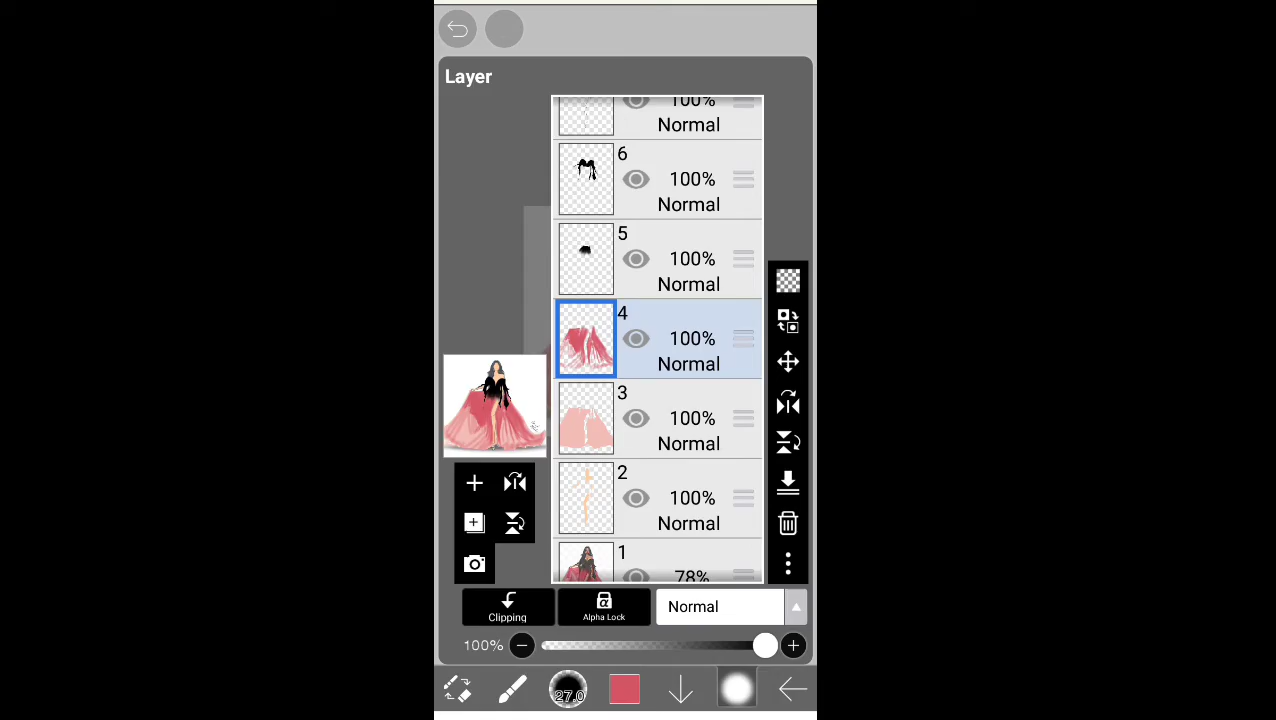 Layer
100%
Normal
6
100%
Normal
5
100%
Normal
4
100%
Normal
3
100%
Normal
2
100%
Normal
1
78%
Clipping
α
Alpha Lock
Normal
100%
27.0